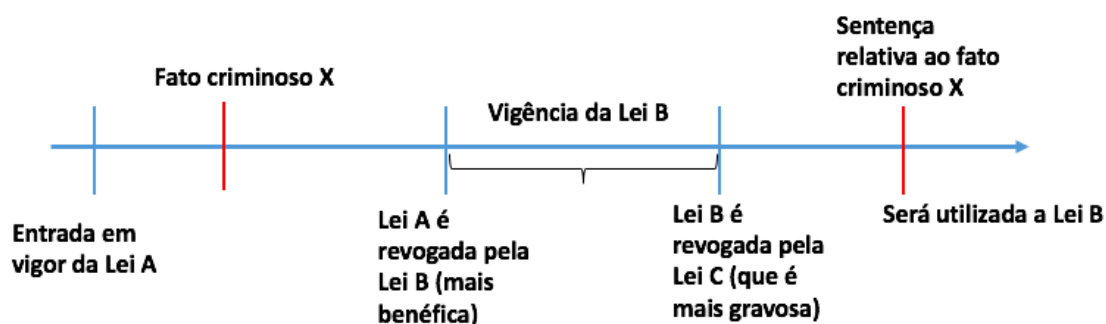 Sentença
relativa ao fato
criminoso X
Fato criminoso X
Vigência da Lei B
Entrada em
vigor da Lei A
Lei A é
revogada pela
Lei B (mais
benéfica)
Lei B é
revogada pela
Lei C (que é
mais gravosa)
Será utilizada a Lei B